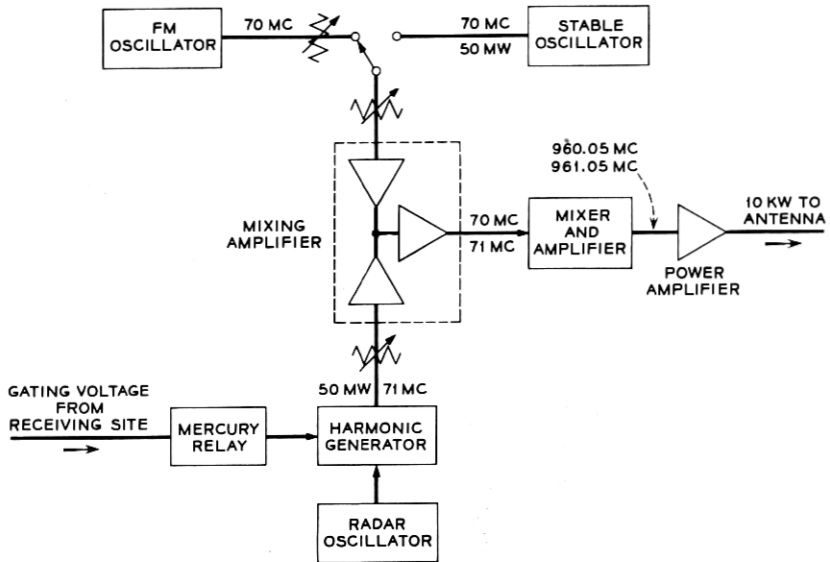 FM
OSCILLATOR
70 MC
70 MC
50 MW
STABLE
OSCILLATOR
MIXING
AMPLIFIER
70 MC
71 MC
MIXER
AND
AMPLIFIER
960.05 MC
961.05 MC
POWER
AMPLIFIER
10 KW TO
ANTENNA
50 MW
71 MC
GATING VOLTAGE
FROM
RECEIVING SITE
MERCURY
RELAY
HARMONIC
GENERATOR
RADAR
OSCILLATOR